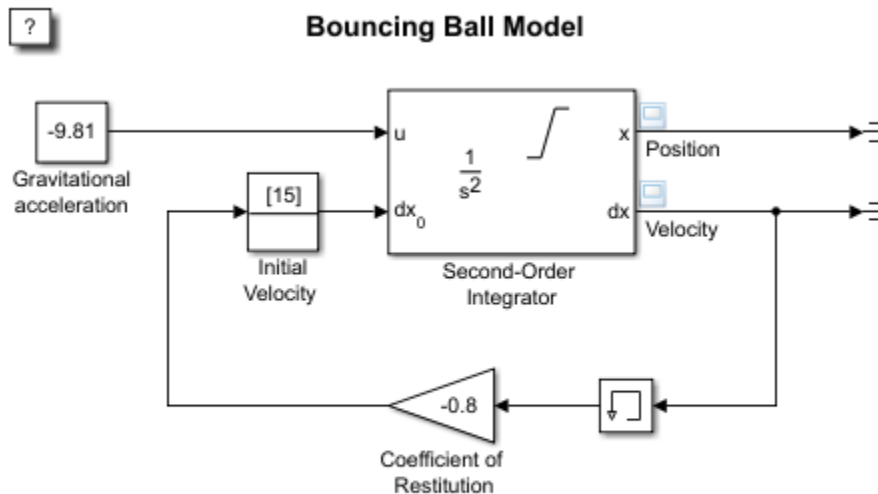 ?
Bouncing Ball Model
-9.81
Gravitational
acceleration
[15]
Initial
Velocity
u
dx0
1
s2
x
dx
Second-Order
Integrator
Position
Velocity
-0.8
Coefficient of
Restitution